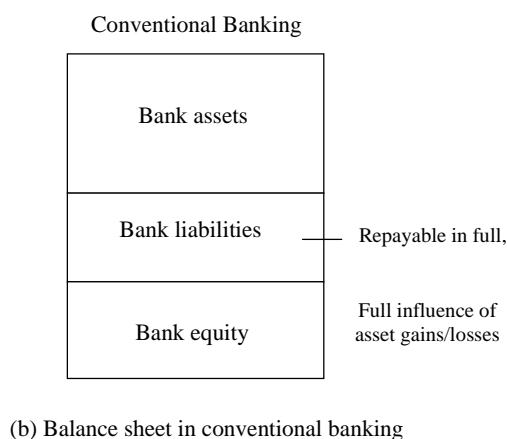 Conventional Banking
Bank assets
Bank liabilities
Repayable in full,
Bank equity
Full influence of
asset gains/losses
(b) Balance sheet in conventional banking